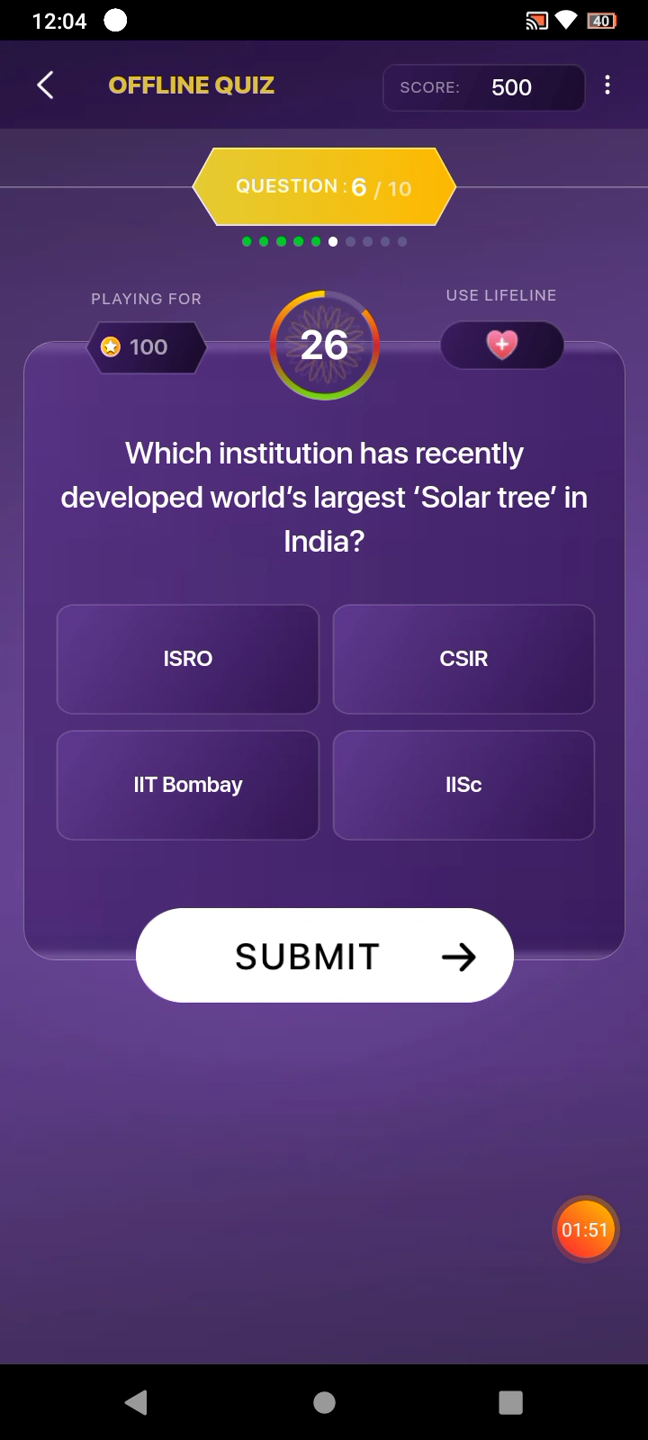 12:04
40
OFFLINE QUIZ
SCORE: 500
QUESTION : 6 / 10
PLAYING FOR
USE LIFELINE
100
26
Which institution has recently
developed world’s largest ‘Solar tree’ in
India?
ISRO
CSIR
IIT Bombay
IISc
SUBMIT
01:51